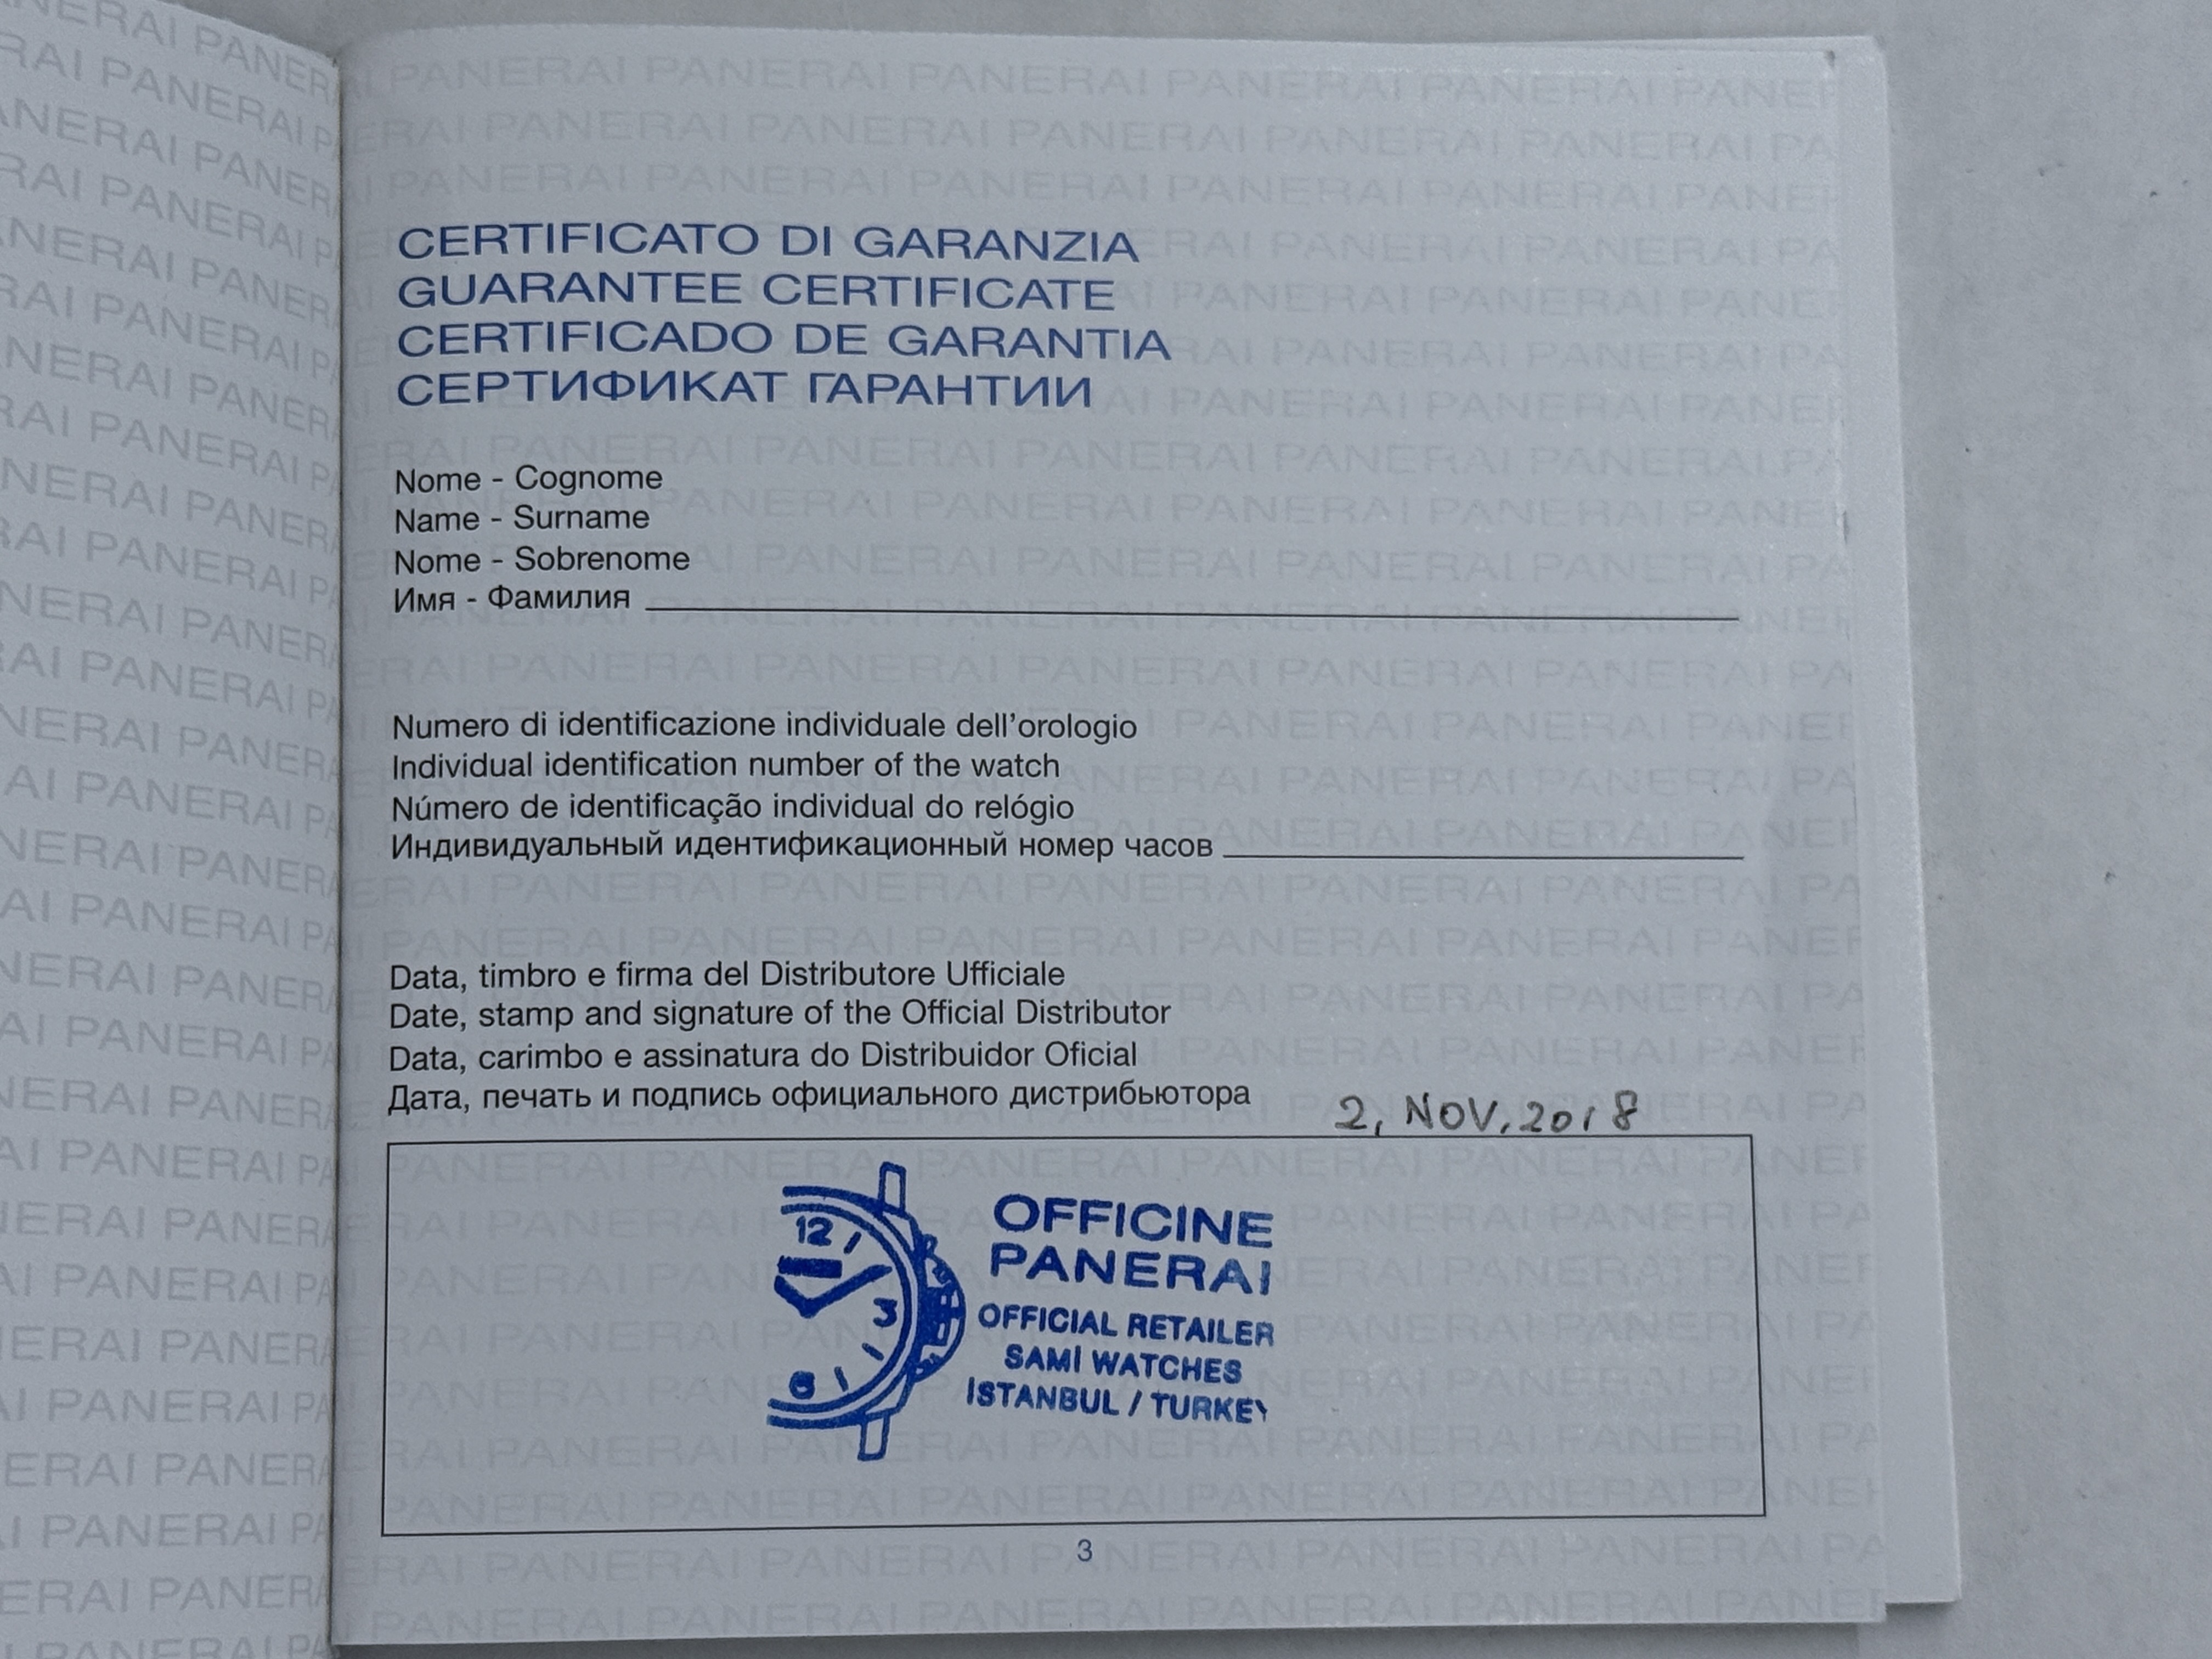 CERTIFICATO DI GARANZIA
GUARANTEE CERTIFICATE
CERTIFICADO DE GARANTIA
СЕРТИФИКАТ ГАРАНТИИ
Nome - Cognome
Name - Surname
Nome - Sobrenome
Имя - Фамилия
Numero di identificazione individuale dell'orologio
Individual identification number of the watch
Número de identificação individual do relógio
Индивидуальный идентификационный номер часов
Data, timbro e firma del Distributore Ufficiale
Date, stamp and signature of the Official Distributor
Data, carimbo e assinatura do Distribuidor Oficial
Дата, печать и подпись официального дистрибьютора
2, NOV, 2018
12
3
6
OFFICINE
PANERAI
OFFICIAL RETAILER
SAMİ WATCHES
İSTANBUL / TURKEY
3